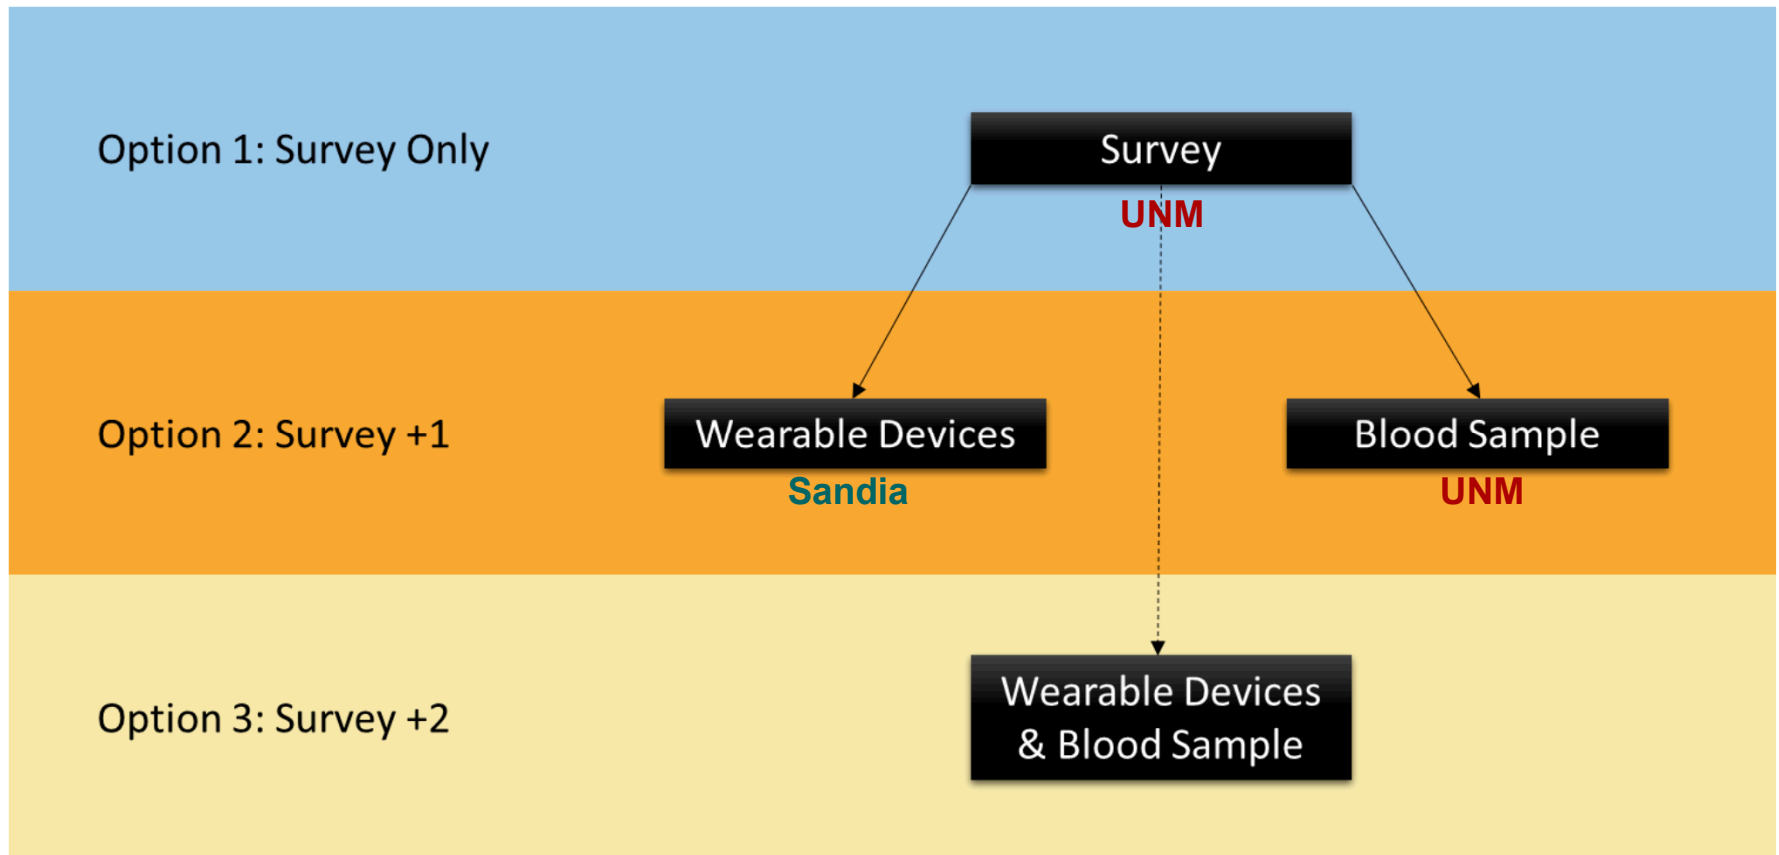 Option 1: Survey Only
Survey
UNM
Option 2: Survey +1
Wearable Devices
Blood Sample
Sandia
UNM
Option 3: Survey +2
Wearable Devices
& Blood Sample